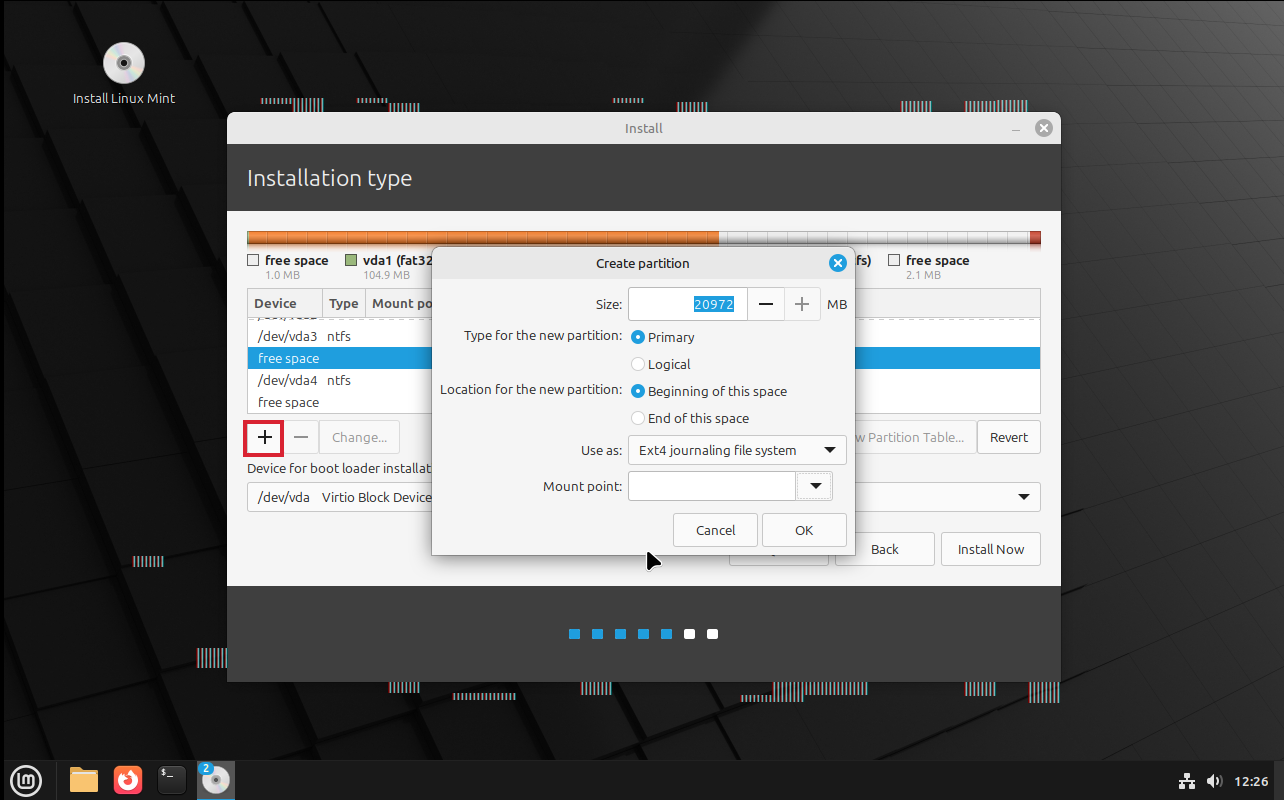 Install Linux Mint
Install
Installation type
free space
vda1 (fat32
fs)
free space
1.0 MB
104.9 MB
2.1 MB
Create partition
Size:
20972
MB
Type for the new partition:
Primary
Logical
Location for the new partition:
Beginning of this space
End of this space
Use as:
Ext4 journaling file system
Mount point:
Cancel
OK
Device
Type
Mount po
/dev/vda3 ntfs
free space
/dev/vda4 ntfs
free space
Change...
w Partition Table...
Revert
Device for boot loader installat
/dev/vda Virtio Block Device
Back
Install Now
2
12:26